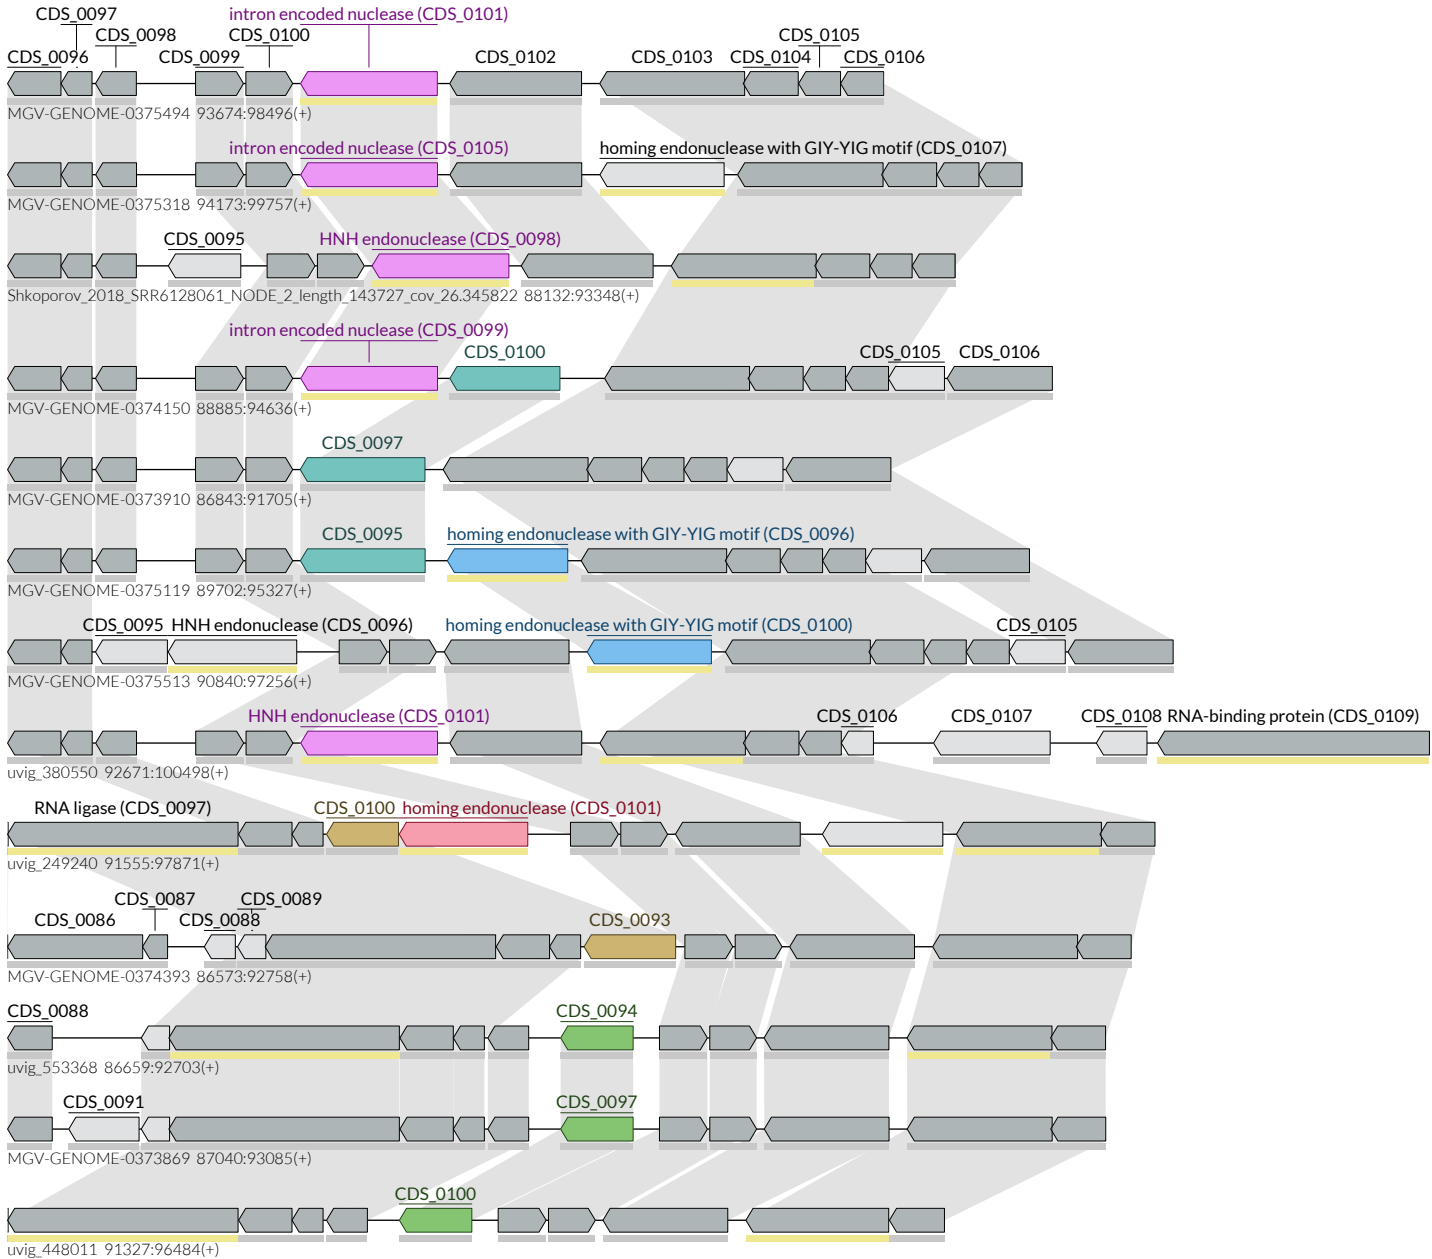 CDS_0097
intron encoded nuclease (CDS_0101)
CDS_0098
CDS_0100
CDS_0105
CDS_0096
CDS_0099
CDS_0102
CDS_0103
CDS_0104
CDS_0106
MGV-GENOME-0375494 93674:98496(+)
intron encoded nuclease (CDS_0105)
homing endonuclease with GIY-YIG motif (CDS_0107)
MGV-GENOME-0375318 94173:99757(+)
CDS_0095
HNH endonuclease (CDS_0098)
Shkoporov_2018_SRR6128061_NODE_2_length_143727_cov_26.345822 88132:93348(+)
intron encoded nuclease (CDS_0099)
CDS_0100
CDS_0105
CDS_0106
MGV-GENOME-0374150 88885:94636(+)
CDS_0097
MGV-GENOME-0373910 86843:91705(+)
CDS_0095
homing endonuclease with GIY-YIG motif (CDS_0096)
MGV-GENOME-0375119 89702:95327(+)
CDS_0095
HNH endonuclease (CDS_0096)
homing endonuclease with GIY-YIG motif (CDS_0100)
CDS_0105
MGV-GENOME-0375513 90840:97256(+)
HNH endonuclease (CDS_0101)
CDS_0106
CDS_0107
CDS_0108
RNA-binding protein (CDS_0109)
uvig_380550 92671:100498(+)
RNA ligase (CDS_0097)
CDS_0100
homing endonuclease (CDS_0101)
uvig_249240 91555:97871(+)
CDS_0087
CDS_0089
CDS_0086
CDS_0088
CDS_0093
MGV-GENOME-0374393 86573:92758(+)
CDS_0088
CDS_0094
uvig_553368 86659:92703(+)
CDS_0091
CDS_0097
MGV-GENOME-0373869 87040:93085(+)
CDS_0100
uvig_448011 91327:96484(+)